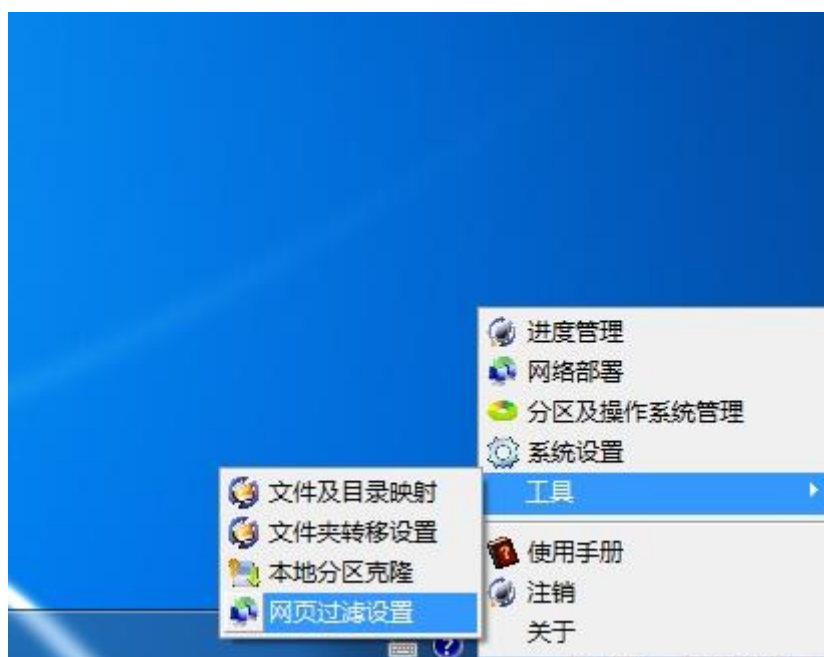 进度管理
网络部署
分区及操作系统管理
系统设置
工具
文件及目录映射
文件夹转移设置
本地分区克隆
网页过滤设置
使用手册
注销
关于